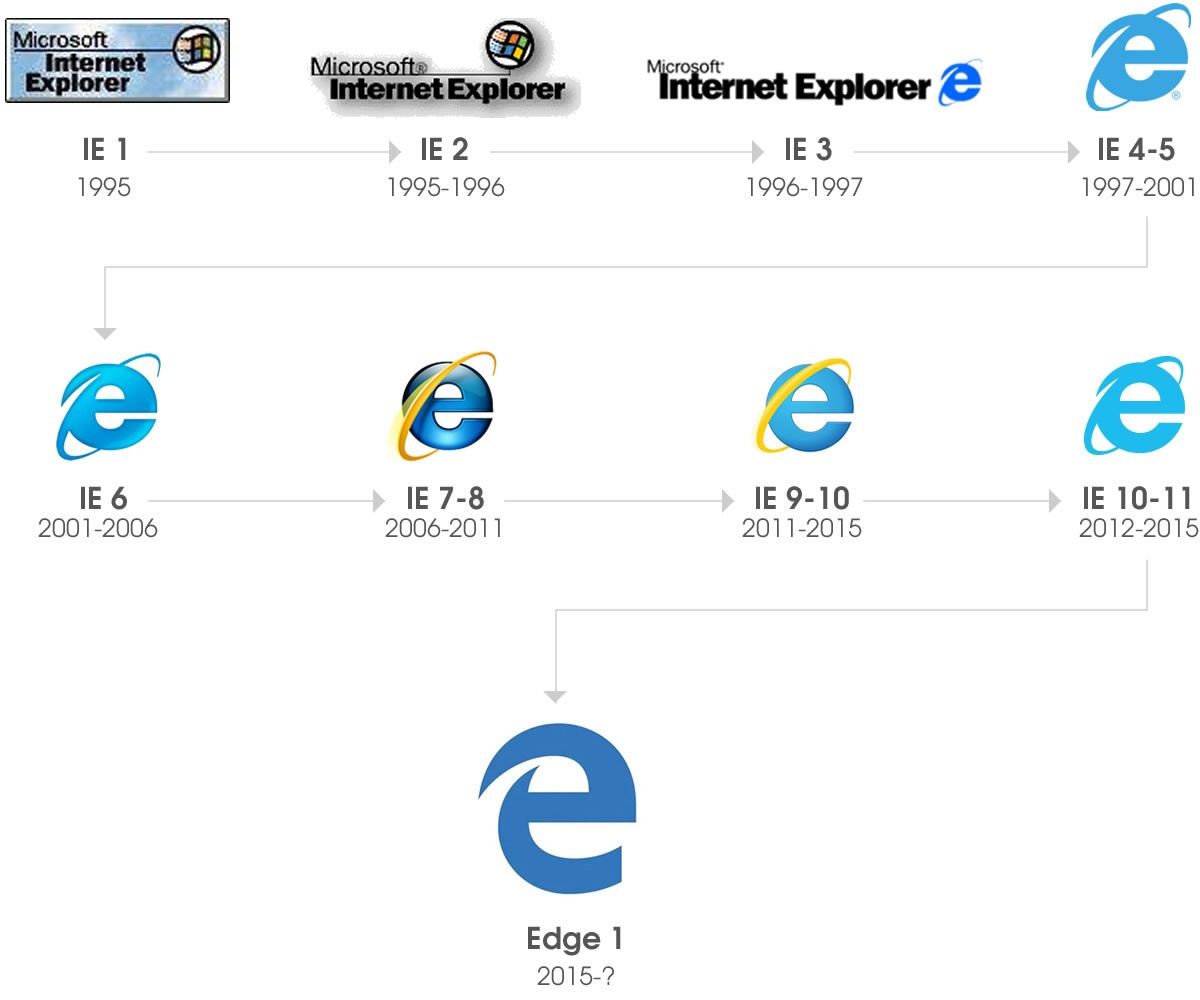 Microsoft
Internet
Explorer
Microsoft®
Internet Explorer
Microsoft®
Internet Explorer
®
IE 1
1995
IE 2
1995-1996
IE 3
1996-1997
IE 4-5
1997-2001
IE 6
2001-2006
IE 7-8
2006-2011
IE 9-10
2011-2015
IE 10-11
2012-2015
Edge 1
2015-?